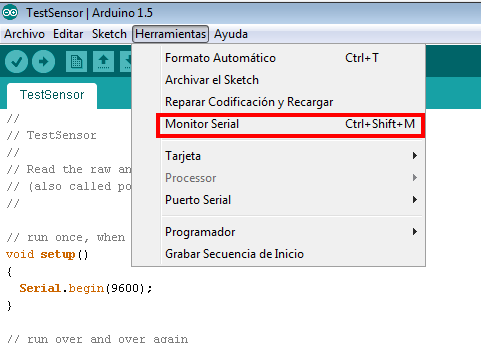 TestSensor | Arduino 1.5
Archivo Editar Sketch Herramientas Ayuda
Formato Automático Ctrl+T
Archivar el Sketch
Reparar Codificación y Recargar
Monitor Serial Ctrl+Shift+M
Tarjeta
Processor
Puerto Serial
Programador
Grabar Secuencia de Inicio
TestSensor
//
// TestSensor
//
// Read the raw an
// (also called po
//
// run once, when
void setup()
{
Serial.begin(9600);
}
// run over and over again